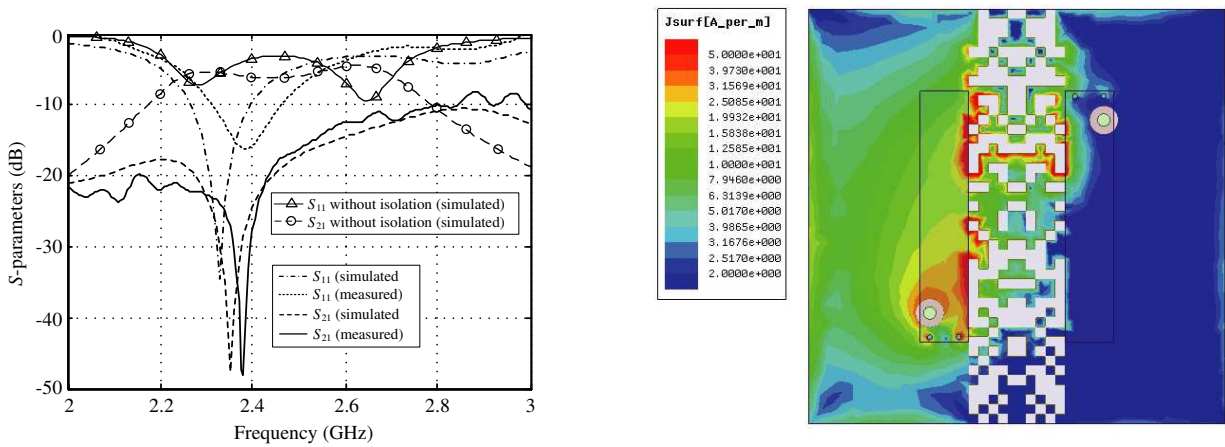 0
-10
-20
-30
-40
-50
S-parameters (dB)
S11 without isolation (simulated)
S21 without isolation (simulated)
S11 (simulated
S11 (measured)
S21 (simulated
S21 (measured)
2
2.2
2.4
2.6
2.8
3
Frequency (GHz)
Jsurf[A_per_m]
5.0000e+001
3.9730e+001
3.1569e+001
2.5085e+001
1.9932e+001
1.5838e+001
1.2585e+001
1.0000e+001
7.9460e+000
6.3139e+000
5.0170e+000
3.9865e+000
3.1676e+000
2.5170e+000
2.0000e+000